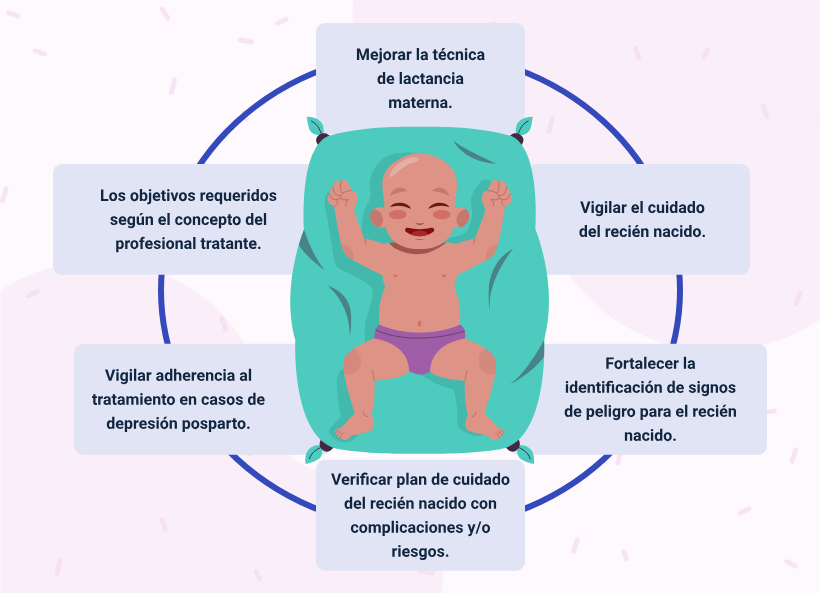 Mejorar la técnica
de lactancia
materna.
Los objetivos requeridos
según el concepto del
profesional tratante.
Vigilar el cuidado
del recién nacido.
Vigilar adherencia al
tratamiento en casos de
depresión posparto.
Fortalecer la
identificación de signos
de peligro para el recién
nacido.
Verificar plan de cuidado
del recién nacido con
complicaciones y/o
riesgos.